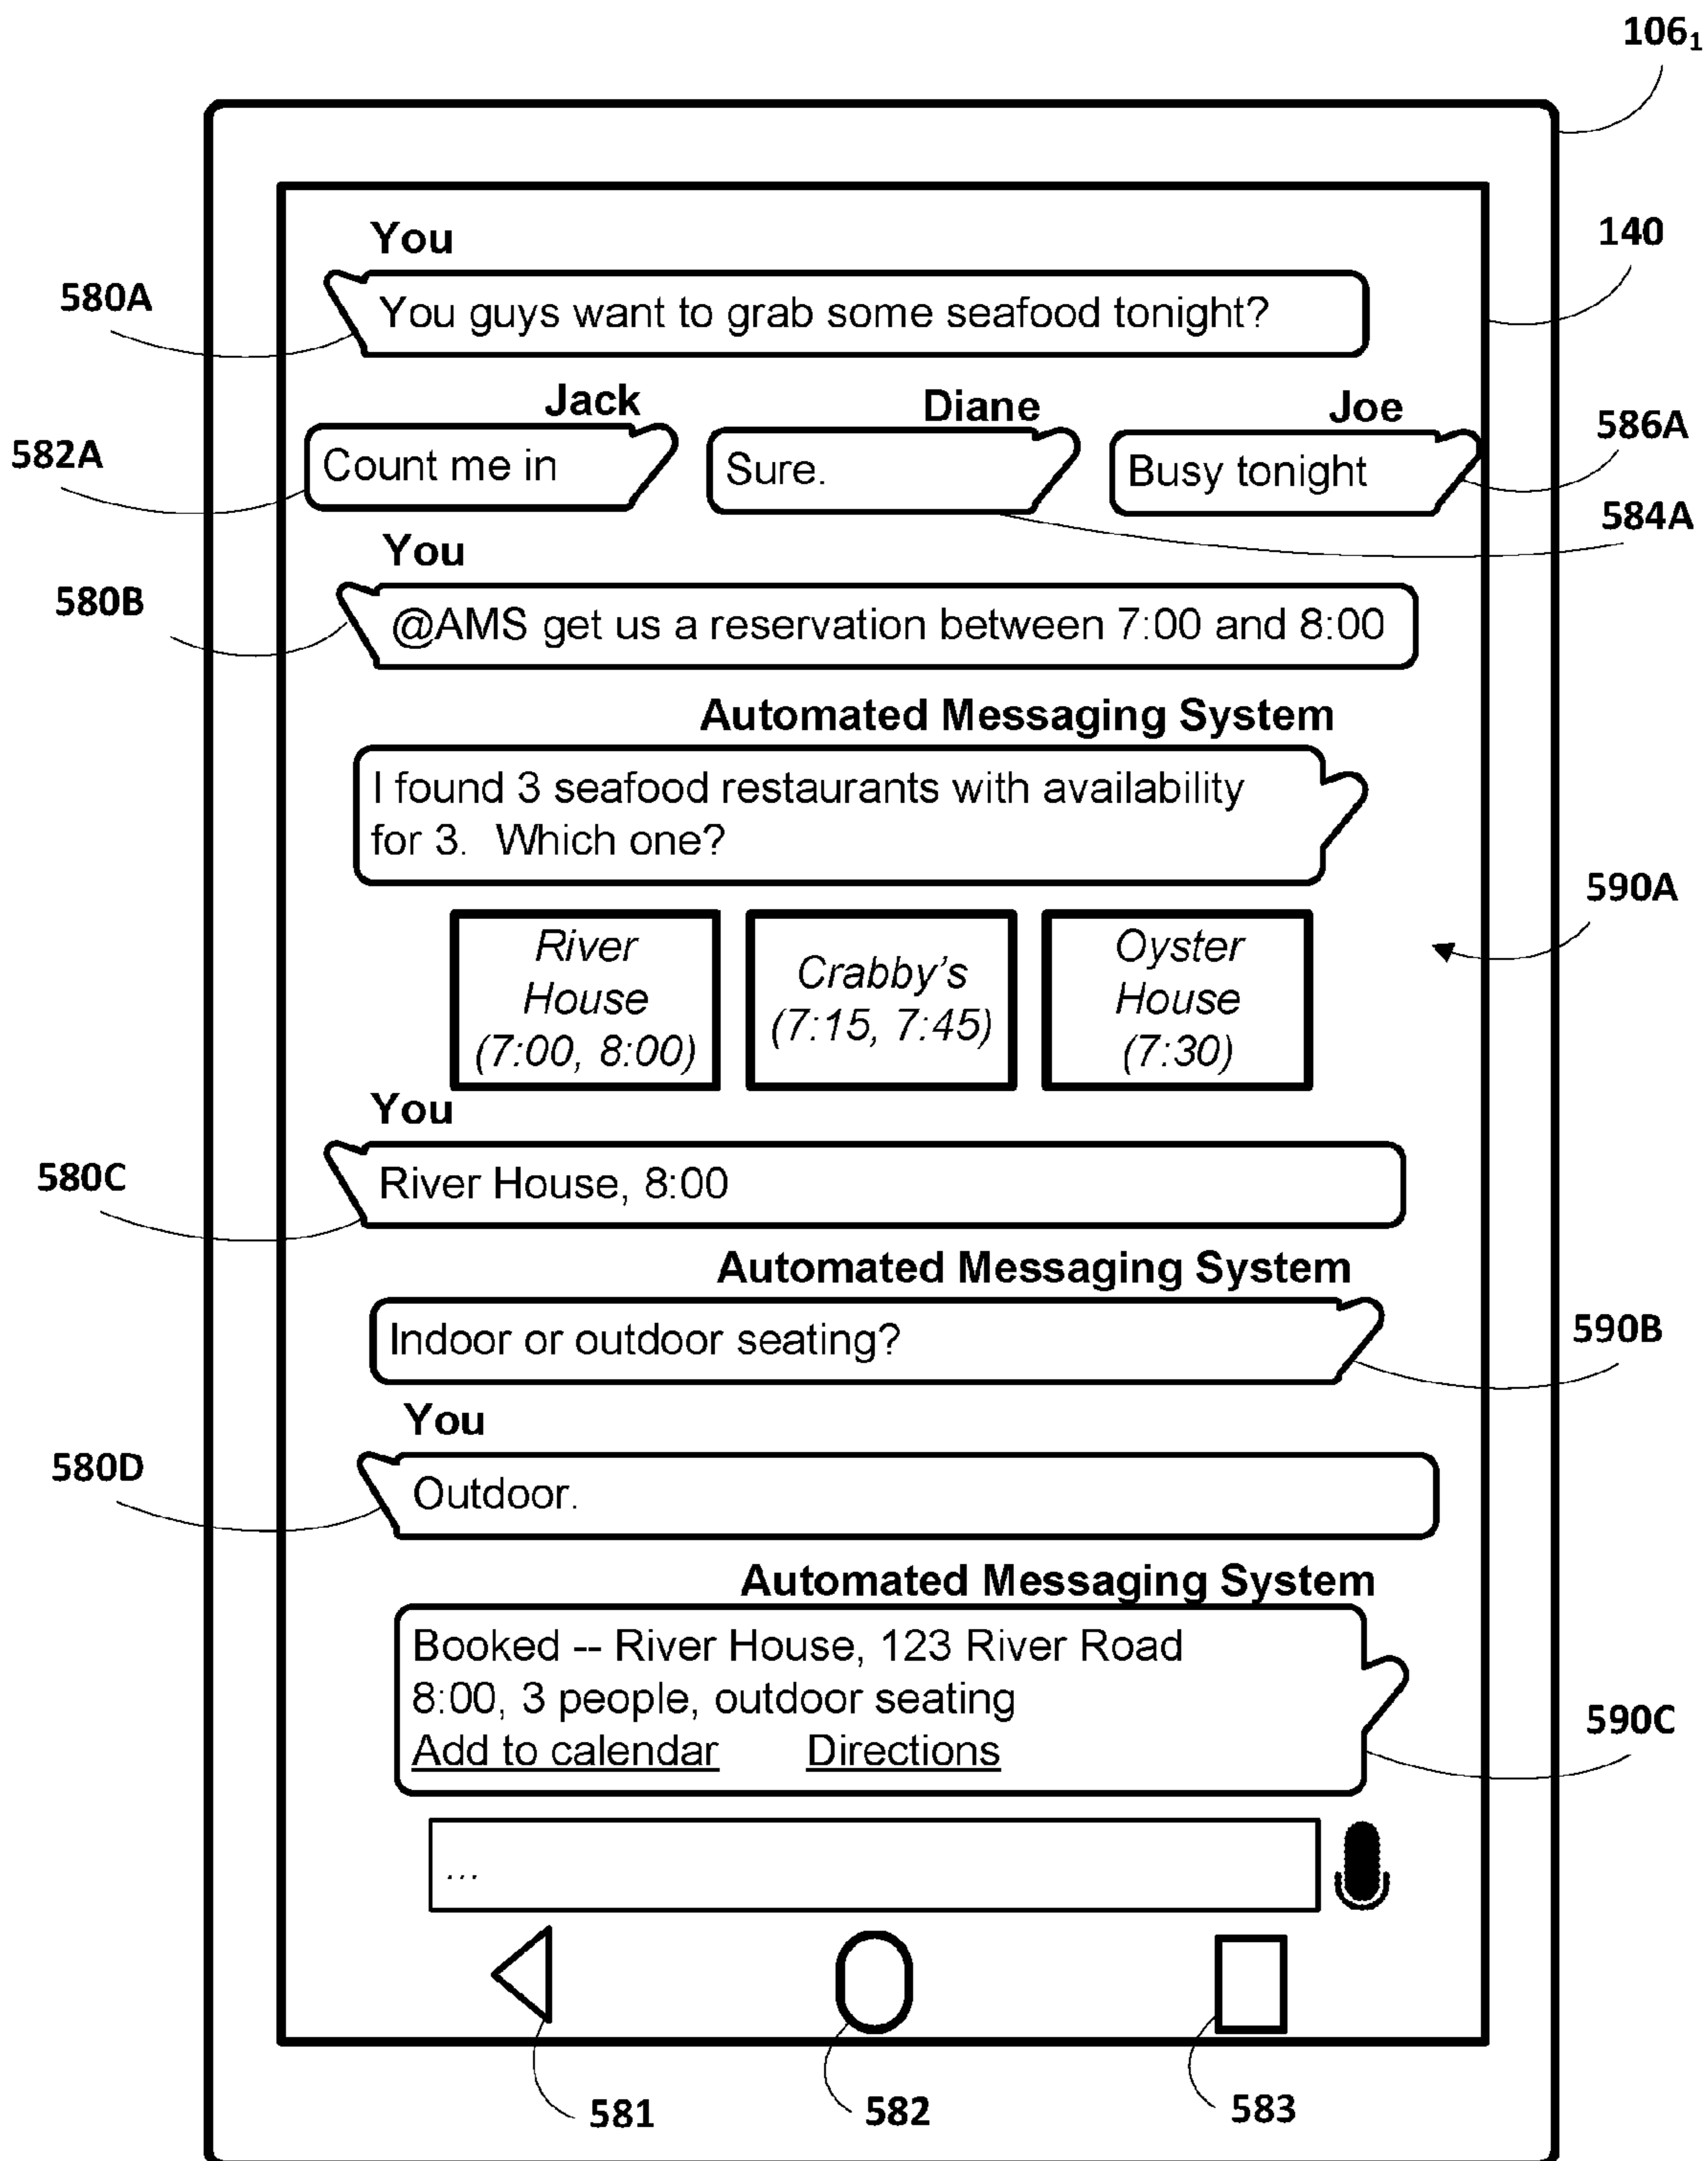 106₁
140
You
580A
You guys want to grab some seafood tonight?
Jack
Diane
Joe
586A
582A
Count me in
Sure.
Busy tonight
584A
You
580B
@AMS get us a reservation between 7:00 and 8:00
Automated Messaging System
I found 3 seafood restaurants with availability
for 3.  Which one?
590A
River
House
(7:00, 8:00)
Crabby's
(7:15, 7:45)
Oyster
House
(7:30)
You
580C
River House, 8:00
Automated Messaging System
Indoor or outdoor seating?
590B
You
580D
Outdoor.
Automated Messaging System
Booked -- River House, 123 River Road
8:00, 3 people, outdoor seating
Add to calendar Directions
590C
...
581
582
583